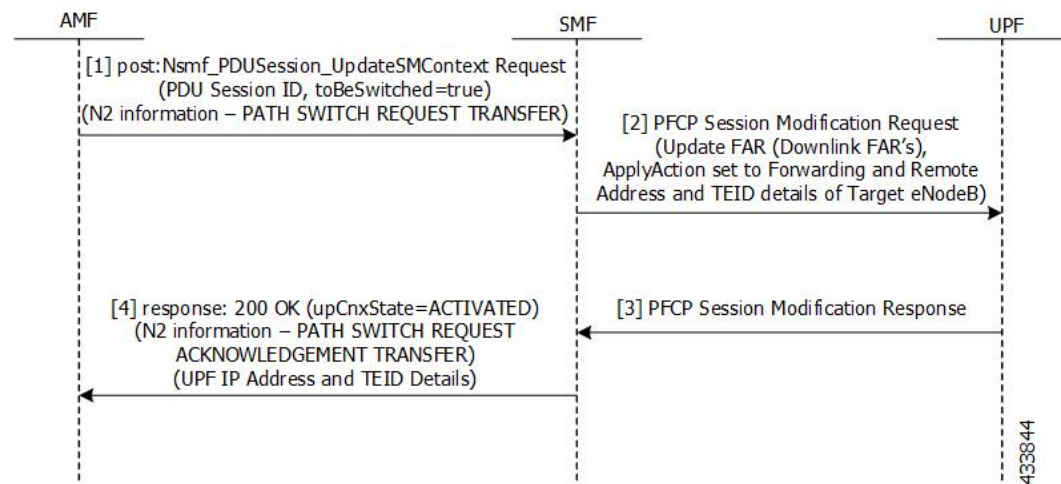 AMF
SMF
UPF
[1] post:Nsmf_PDUSession_UpdateSMContext Request
(PDU Session ID, toBeSwitched=true)
(N2 information – PATH SWITCH REQUEST TRANSFER)
[2] PFCP Session Modification Request
(Update FAR (Downlink FAR's),
ApplyAction set to Forwarding and Remote
Address and TEID details of Target eNodeB)
[3] PFCP Session Modification Response
[4] response: 200 OK (upCnxState=ACTIVATED)
(N2 information – PATH SWITCH REQUEST
ACKNOWLEDGEMENT TRANSFER)
(UPF IP Address and TEID Details)
433844